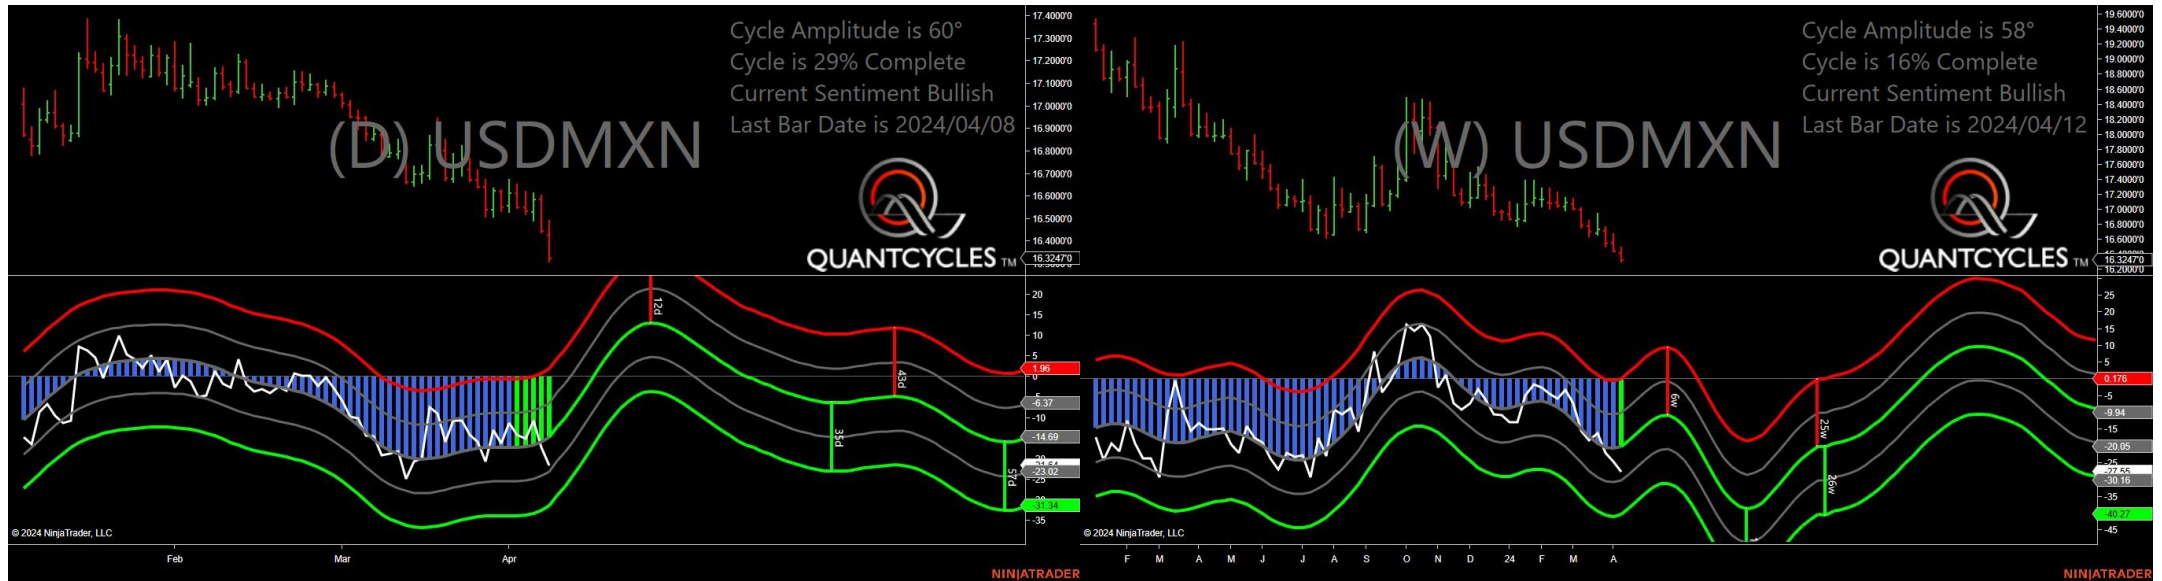 Cycle Amplitude is 60°
Cycle is 29% Complete
Current Sentiment Bullish
Last Bar Date is 2024/04/08
(D) USDMXN
QUANTCYCLES TM
17.4000'0
17.3000'0
17.2000'0
17.1000'0
17.0000'0
16.9000'0
16.8000'0
16.7000'0
16.6000'0
16.5000'0
16.4000'0
16.3247'0
12d
35d
43d
57d
20
15
10
5
1.96
0
-6.37
-10
-14.69
-23.02
-25
-31.34
-35
© 2024 NinjaTrader, LLC
Feb
Mar
Apr
NINJATRADER
Cycle Amplitude is 58°
Cycle is 16% Complete
Current Sentiment Bullish
Last Bar Date is 2024/04/12
(W) USDMXN
QUANTCYCLES TM
19.6000'0
19.4000'0
19.2000'0
19.0000'0
18.8000'0
18.6000'0
18.4000'0
18.2000'0
18.0000'0
17.8000'0
17.6000'0
17.4000'0
17.2000'0
17.0000'0
16.8000'0
16.6000'0
16.3247'0
16.2000'0
6w
25w
26w
25
20
15
10
5
0.176
-5
-9.94
-15
-20.05
-25
-27.55
-30.16
-35
-40.27
-45
© 2024 NinjaTrader, LLC
F
M
A
M
J
J
A
S
O
N
D
24
F
M
A
NINJATRADER